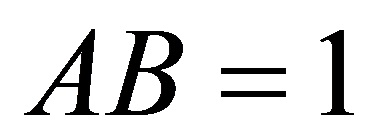 AB = 1